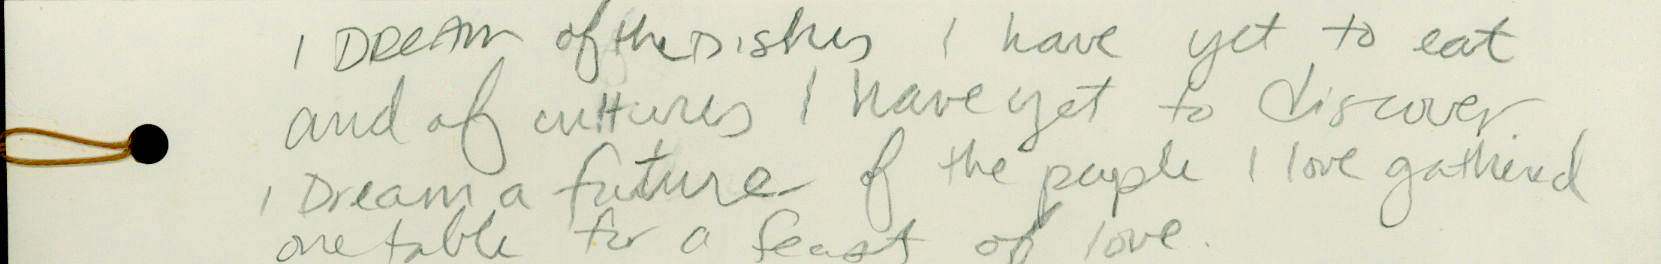 I DREAM of the Dishes I have yet to eat
and of cultures I have yet to discover.
I Dream a future of the people I love gathered
one table for a feast of love.